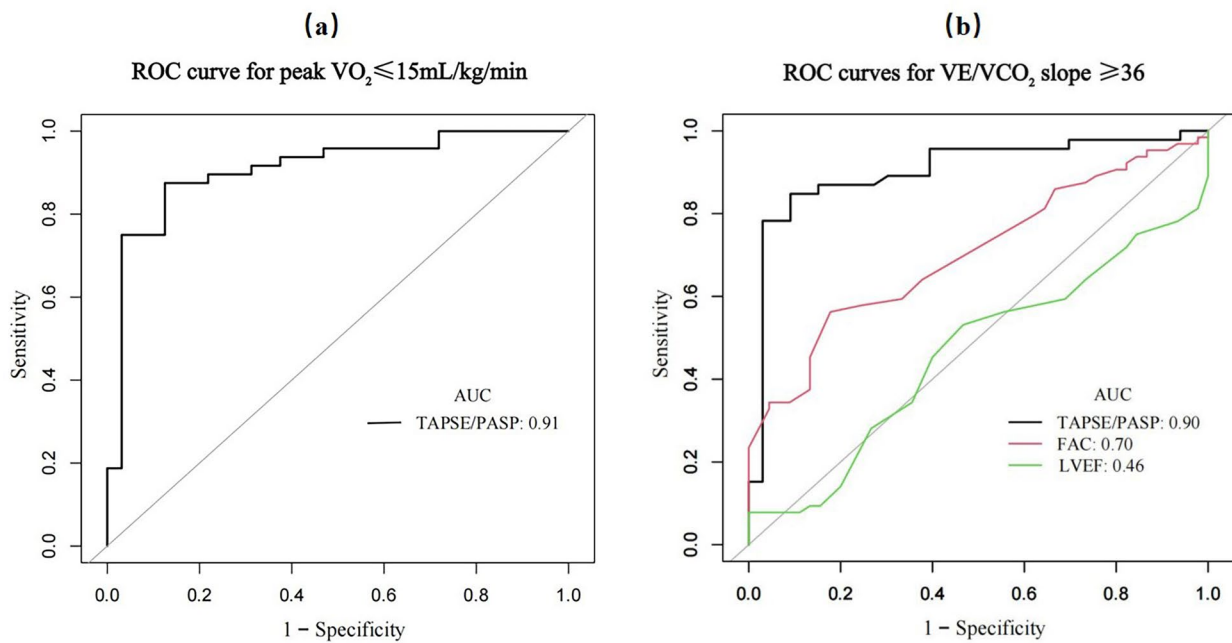 (a)
ROC curve for peak VO₂≤15mL/kg/min
Sensitivity
1.0
0.8
0.6
0.4
0.2
0.0
AUC
TAPSE/PASP: 0.91
0.0 0.2 0.4 0.6 0.8 1.0
1 − Specificity
(b)
ROC curves for VE/VCO₂ slope ≥36
Sensitivity
1.0
0.8
0.6
0.4
0.2
0.0
AUC
TAPSE/PASP: 0.90
FAC: 0.70
LVEF: 0.46
0.0 0.2 0.4 0.6 0.8 1.0
1 − Specificity